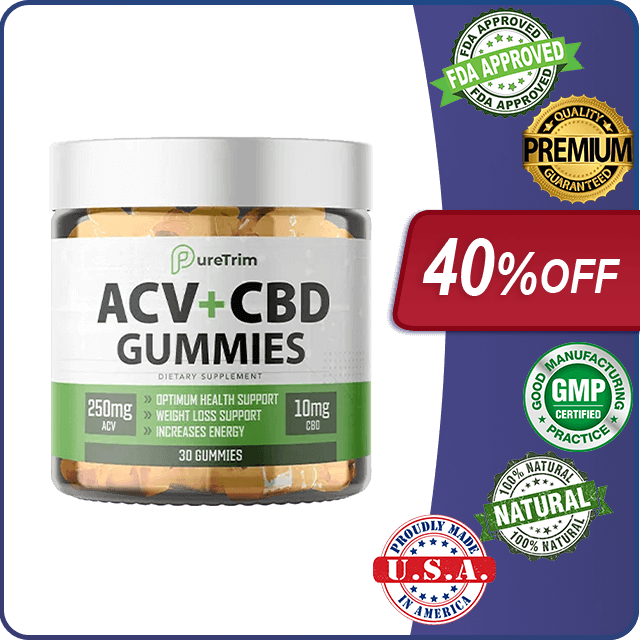 PureTrim
ACV+CBD
GUMMIES
DIETARY SUPPLEMENT
250mg
ACV
>> OPTIMUM HEALTH SUPPORT
>> WEIGHT LOSS SUPPORT
>> INCREASES ENERGY
10mg
CBD
30 GUMMIES
FDA APPROVED
FDA APPROVED
FDA APPROVED
QUALITY
PREMIUM
GUARANTEED
40%OFF
GOOD MANUFACTURING
GMP
CERTIFIED
PRACTICE
100% NATURAL
NATURAL
100% NATURAL
PROUDLY MADE
U.S.A.
IN AMERICA